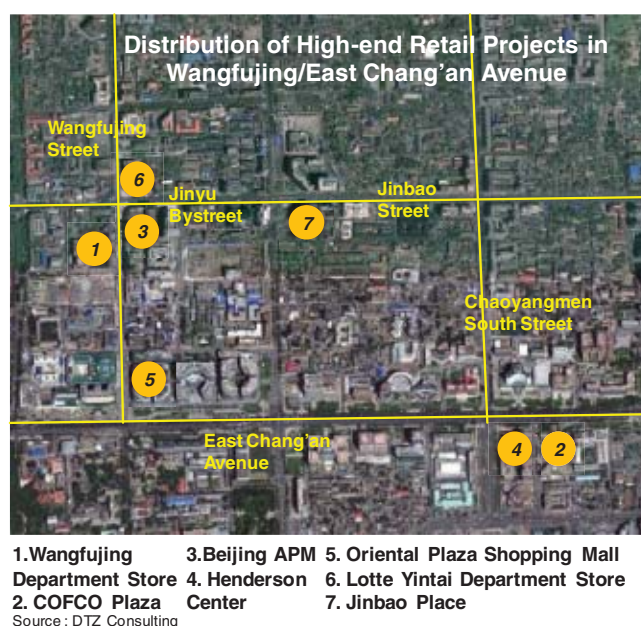 Distribution of High-end Retail Projects in
Wangfujing/East Chang'an Avenue
Wangfujing
Street
6
Jinyu
Bystreet
Jinbao
Street
1
3
7
Chaoyangmen
South Street
5
East Chang'an
Avenue
4
2
1.Wangfujing
Department Store
2. COFCO Plaza
3.Beijing APM
4. Henderson
Center
5. Oriental Plaza Shopping Mall
6. Lotte Yintai Department Store
7. Jinbao Place
Source : DTZ Consulting